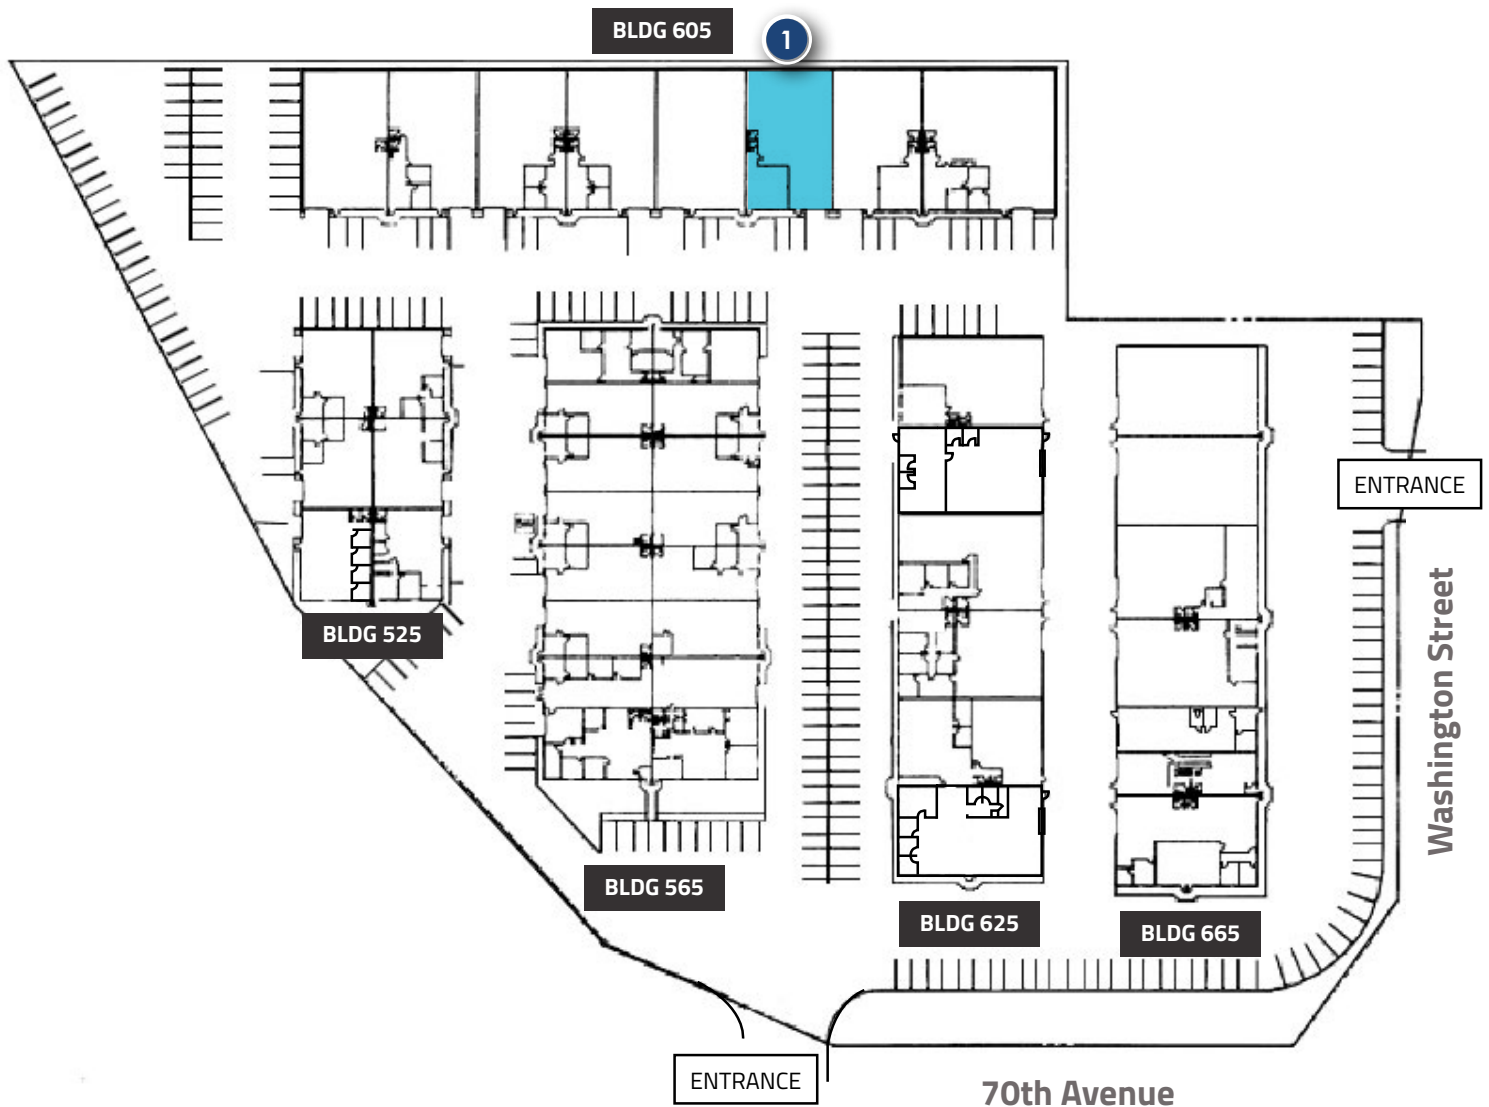 BLDG 605
1
ENTRANCE
Washington Street
BLDG 525
BLDG 565
BLDG 625
BLDG 665
ENTRANCE
70th Avenue